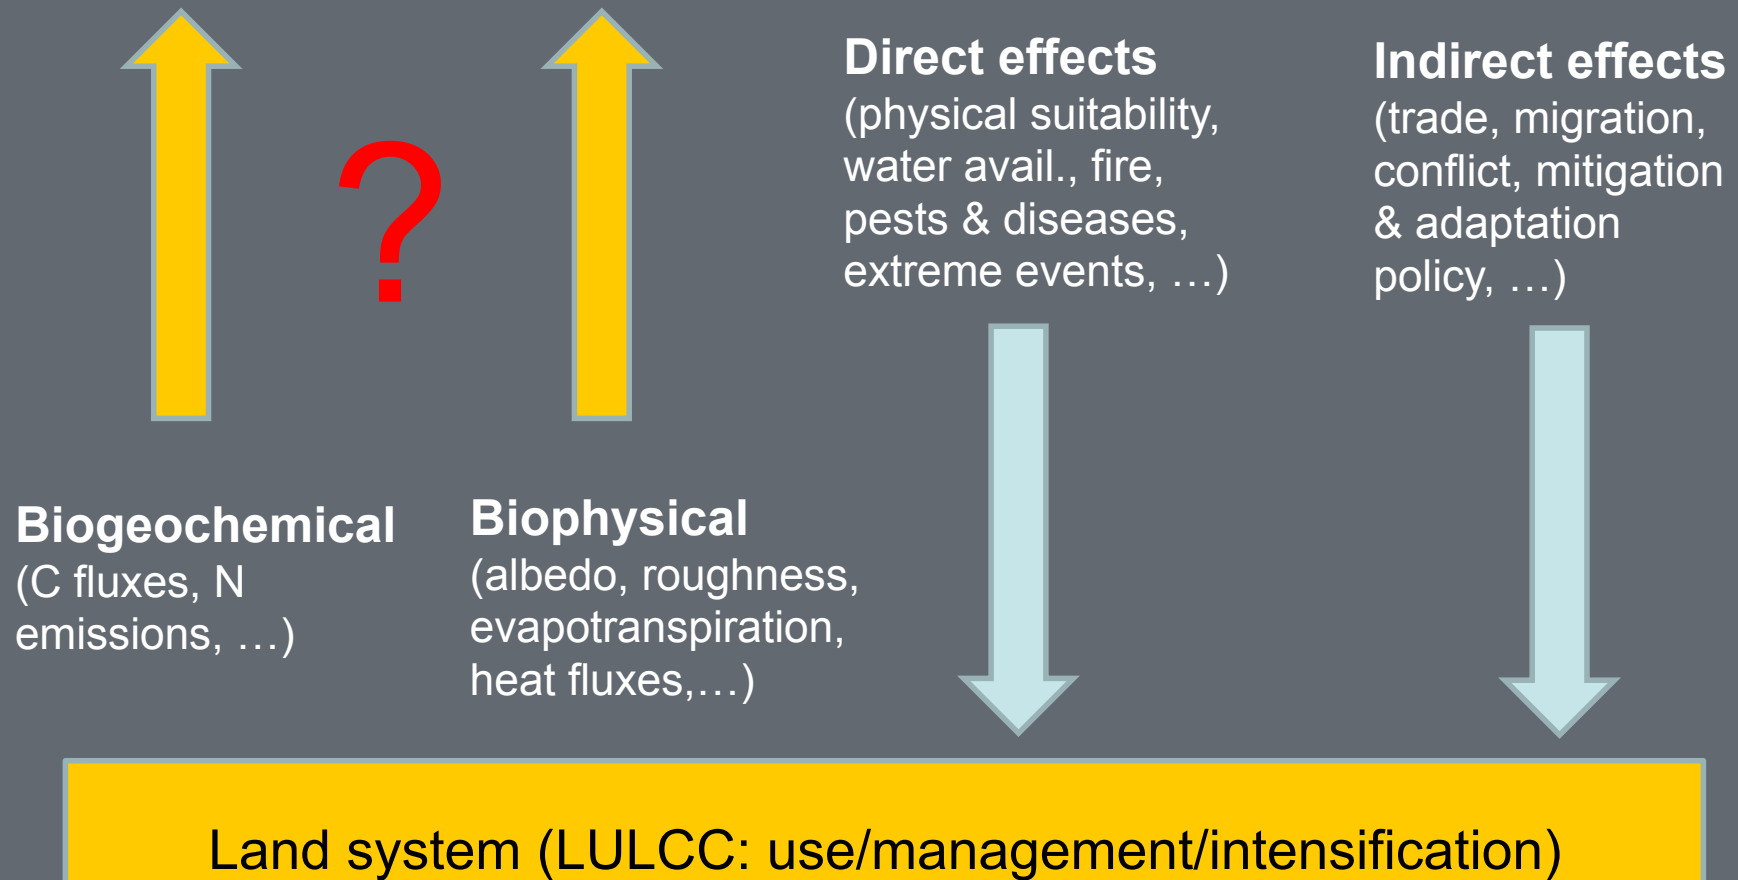 Direct effects
(physical suitability,
water avail., fire,
pests & diseases,
extreme events, …)
Indirect effects
(trade, migration,
conflict, mitigation
& adaptation
policy, …)
?
Biogeochemical
(C fluxes, N
emissions, …)
Biophysical
(albedo, roughness,
evapotranspiration,
heat fluxes,…)
Land system (LULCC: use/management/intensification)